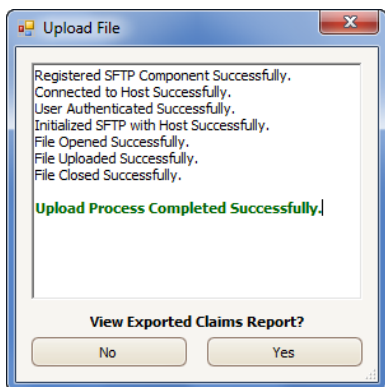 Upload File
Registered SFTP Component Successfully.
Connected to Host Successfully.
User Authenticated Successfully.
Initialized SFTP with Host Successfully.
File Opened Successfully.
File Uploaded Successfully.
File Closed Successfully.
Upload Process Completed Successfully.
View Exported Claims Report?
No Yes